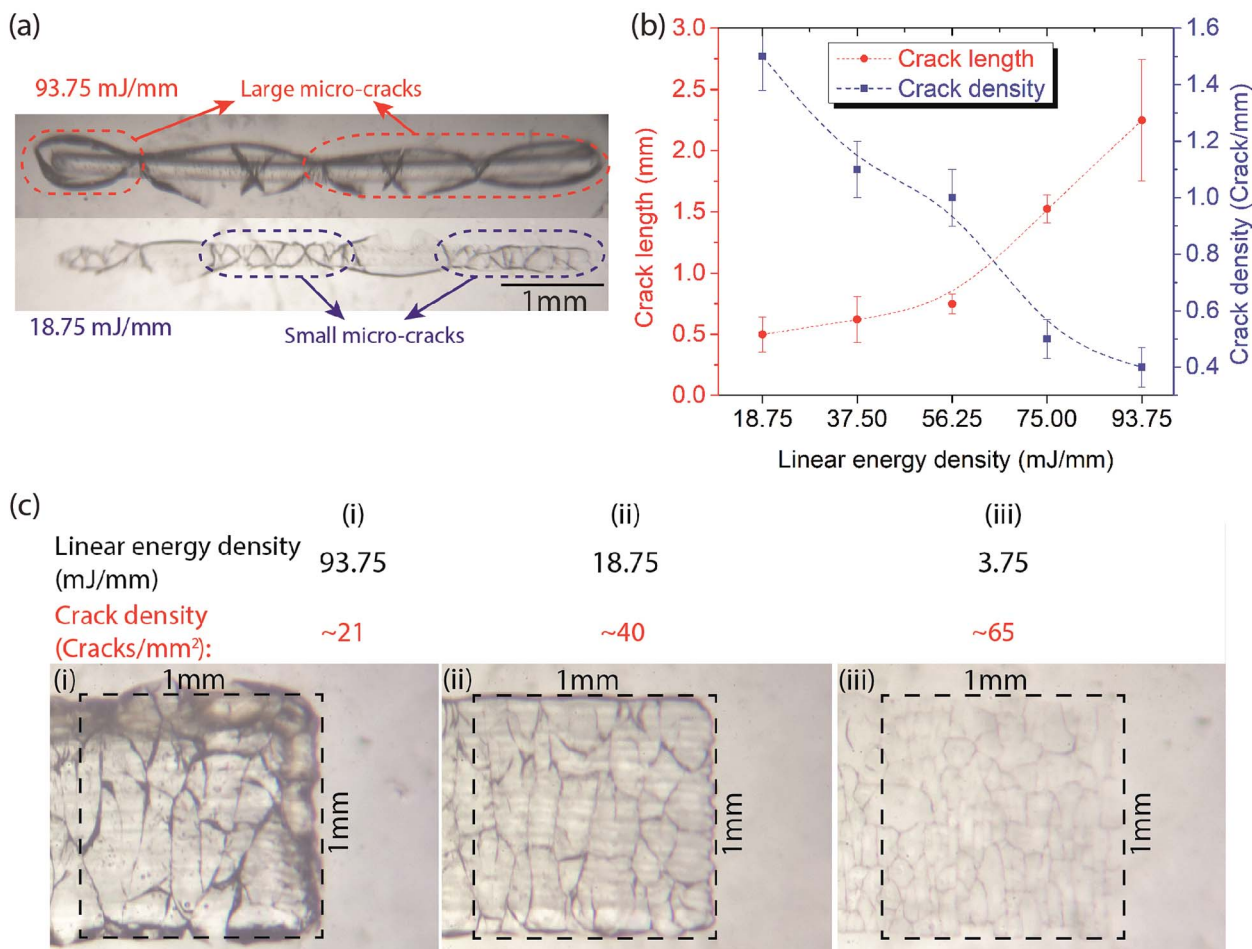 (a)
93.75 mJ/mm
Large micro-cracks
1mm
18.75 mJ/mm
Small micro-cracks
(b)
3.0
2.5
2.0
1.5
1.0
0.5
0.0
Crack length (mm)
Crack length
Crack density
1.6
1.4
1.2
1.0
0.8
0.6
0.4
Crack density (Crack/mm)
18.75 37.50 56.25 75.00 93.75
Linear energy density (mJ/mm)
(c)
(i) (ii) (iii)
Linear energy density
(mJ/mm)
93.75 18.75 3.75
Crack density
(Cracks/mm²):
~21 ~40 ~65
(i) 1mm
1mm
(ii) 1mm
1mm
(iii) 1mm
1mm